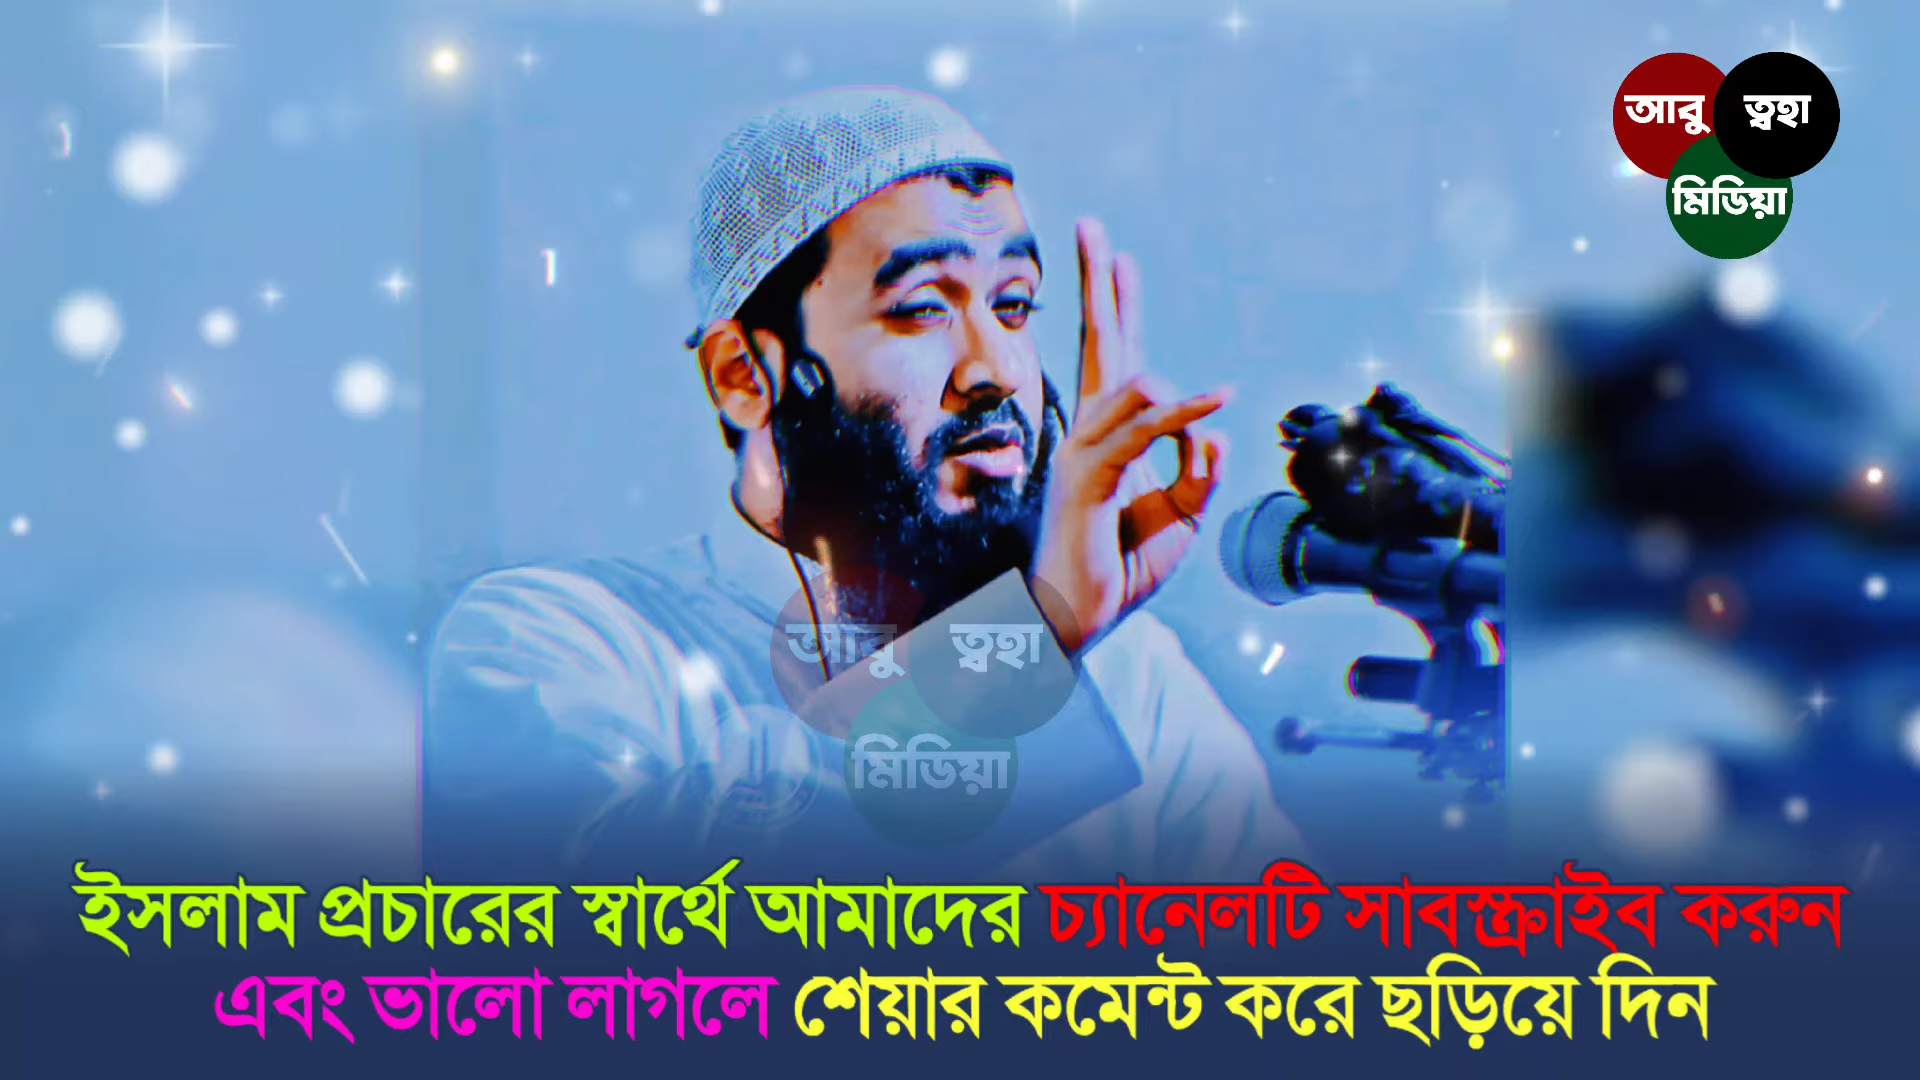 আবু ত্বহা
মিডিয়া
আবু ত্বহা
মিডিয়া
ইসলাম প্রচারের স্বার্থে আমাদের চ্যানেলটি সাবস্ক্রাইব করুন
এবং ভালো লাগলে শেয়ার কমেন্ট করে ছড়িয়ে দিন